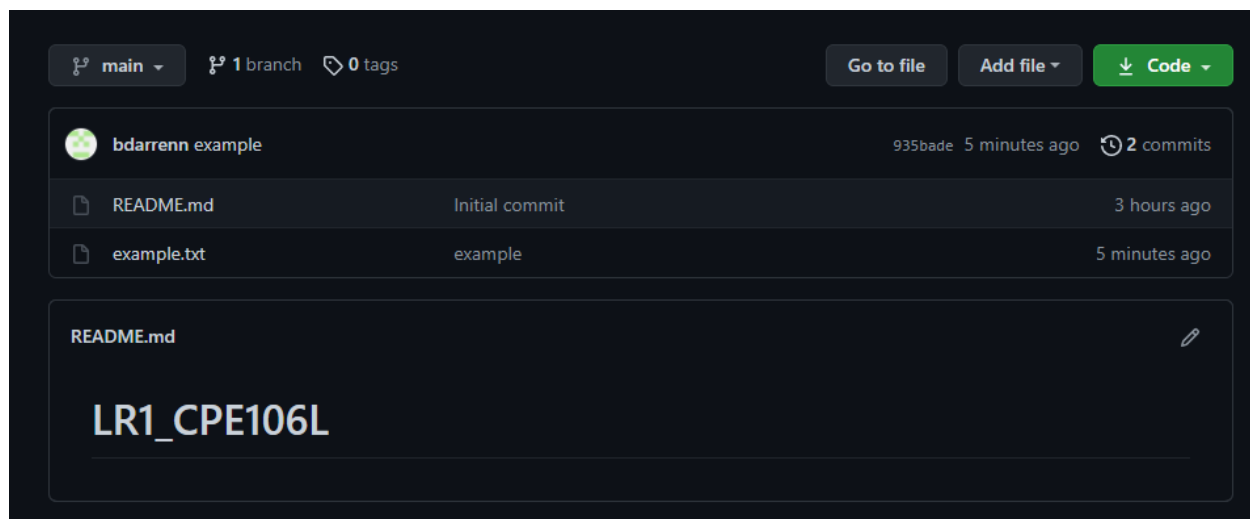 main 1 branch 0 tags Go to file Add file Code
bdarrenn example 935bade 5 minutes ago 2 commits
README.md Initial commit 3 hours ago
example.txt example 5 minutes ago
README.md
LR1_CPE106L